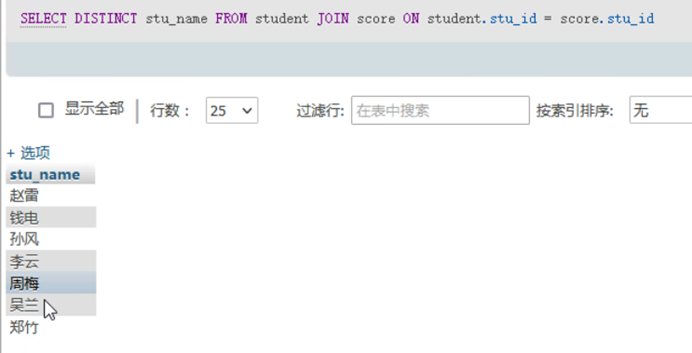 SELECT DISTINCT stu_name FROM student JOIN score ON student.stu_id = score.stu_id
显示全部 行数： 25 过滤行: 在表中搜索 按索引排序: 无
+ 选项
stu_name
赵雷
钱电
孙风
李云
周梅
吴兰
郑竹